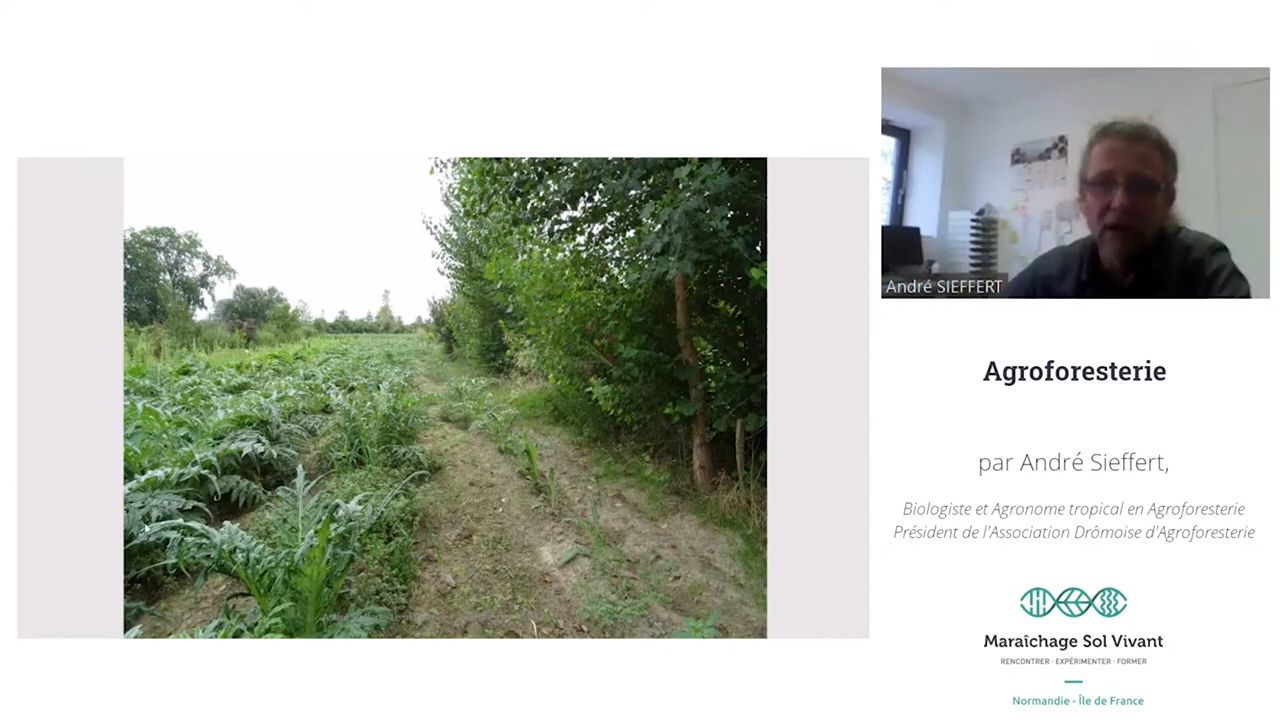 André SIEFFERT
Agroforesterie
par André Sieffert,
Biologiste et Agronome tropical en Agroforesterie
Président de l'Association Drômoise d'Agroforesterie
Maraîchage Sol Vivant
RENCONTRER · EXPÉRIMENTER · FORMER
Normandie - Île de France